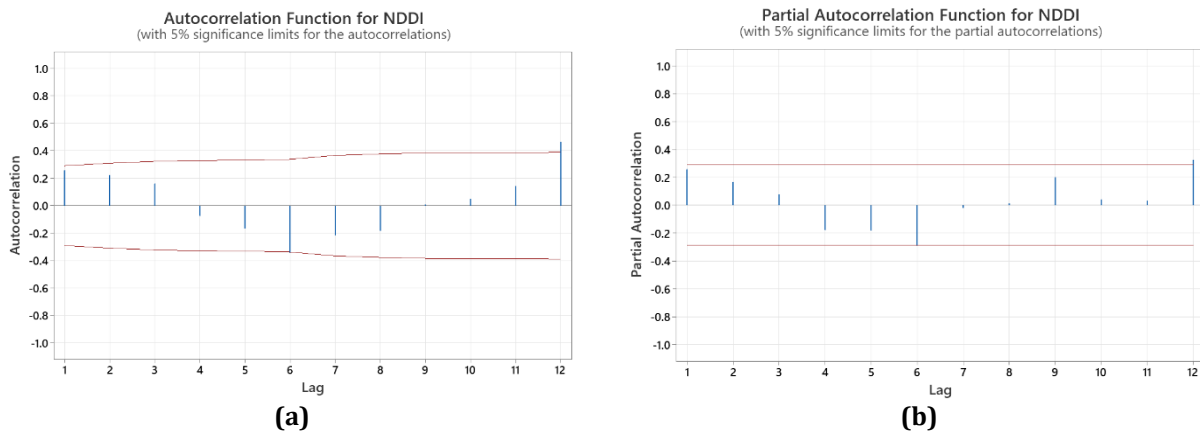 Autocorrelation Function for NDDI
(with 5% significance limits for the autocorrelations)
1.0
0.8
0.6
0.4
0.2
0.0
-0.2
-0.4
-0.6
-0.8
-1.0
Autocorrelation
1 2 3 4 5 6 7 8 9 10 11 12
Lag
(a)
Partial Autocorrelation Function for NDDI
(with 5% significance limits for the partial autocorrelations)
1.0
0.8
0.6
0.4
0.2
0.0
-0.2
-0.4
-0.6
-0.8
-1.0
Partial Autocorrelation
1 2 3 4 5 6 7 8 9 10 11 12
Lag
(b)